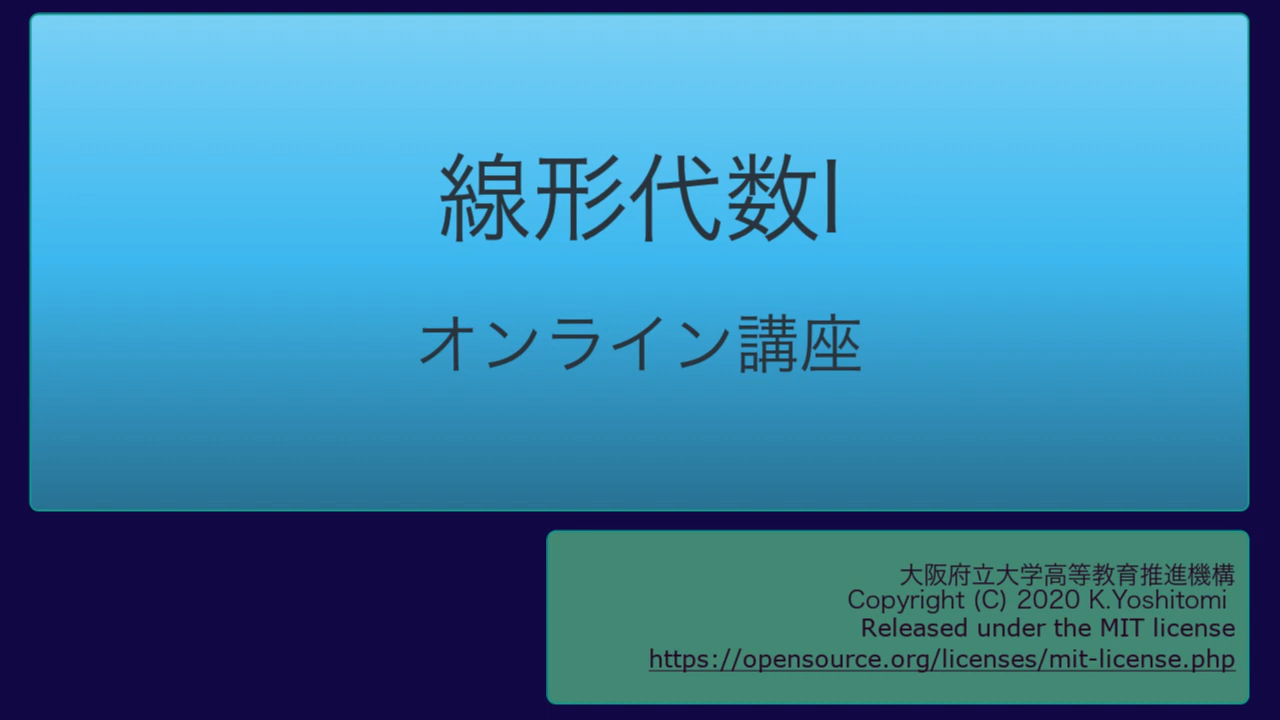 線形代数I
オンライン講座
大阪府立大学高等教育推進機構
Copyright (C) 2020 K.Yoshitomi
Released under the MIT license
https://opensource.org/licenses/mit-license.php